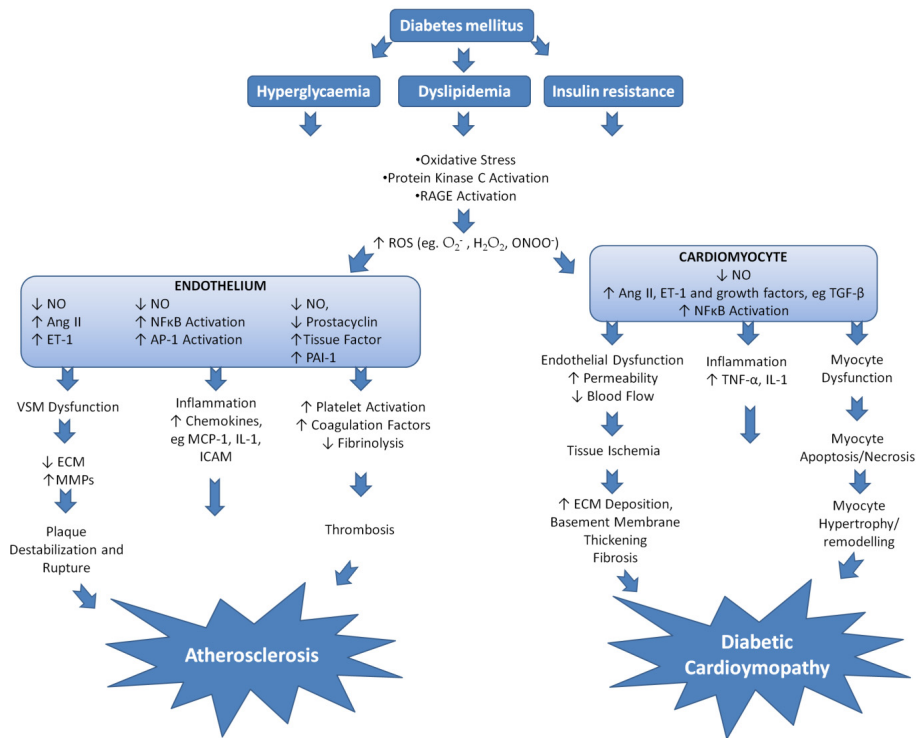 Diabetes mellitus
Hyperglycaemia
Dyslipidemia
Insulin resistance
•Oxidative Stress
•Protein Kinase C Activation
•RAGE Activation
↑ ROS (eg. O₂⁻ , H₂O₂, ONOO⁻)
ENDOTHELIUM
↓ NO
↑ Ang II
↑ ET-1
↓ NO
↑ NFκB Activation
↑ AP-1 Activation
↓ NO,
↓ Prostacyclin
↑Tissue Factor
↑ PAI-1
CARDIOMYOCYTE
↓ NO
↑ Ang II, ET-1 and growth factors, eg TGF-β
↑ NFκB Activation
VSM Dysfunction
↓ ECM
↑MMPs
Plaque
Destabilization and
Rupture
Inflammation
↑ Chemokines,
eg MCP-1, IL-1,
ICAM
↑ Platelet Activation
↑ Coagulation Factors
↓ Fibrinolysis
Thrombosis
Endothelial Dysfunction
↑ Permeability
↓ Blood Flow
Tissue Ischemia
↑ ECM Deposition,
Basement Membrane
Thickening
Fibrosis
Inflammation
↑ TNF-α, IL-1
Myocyte
Dysfunction
Myocyte
Apoptosis/Necrosis
Myocyte
Hypertrophy/
remodelling
Atherosclerosis
Diabetic
Cardioymopathy